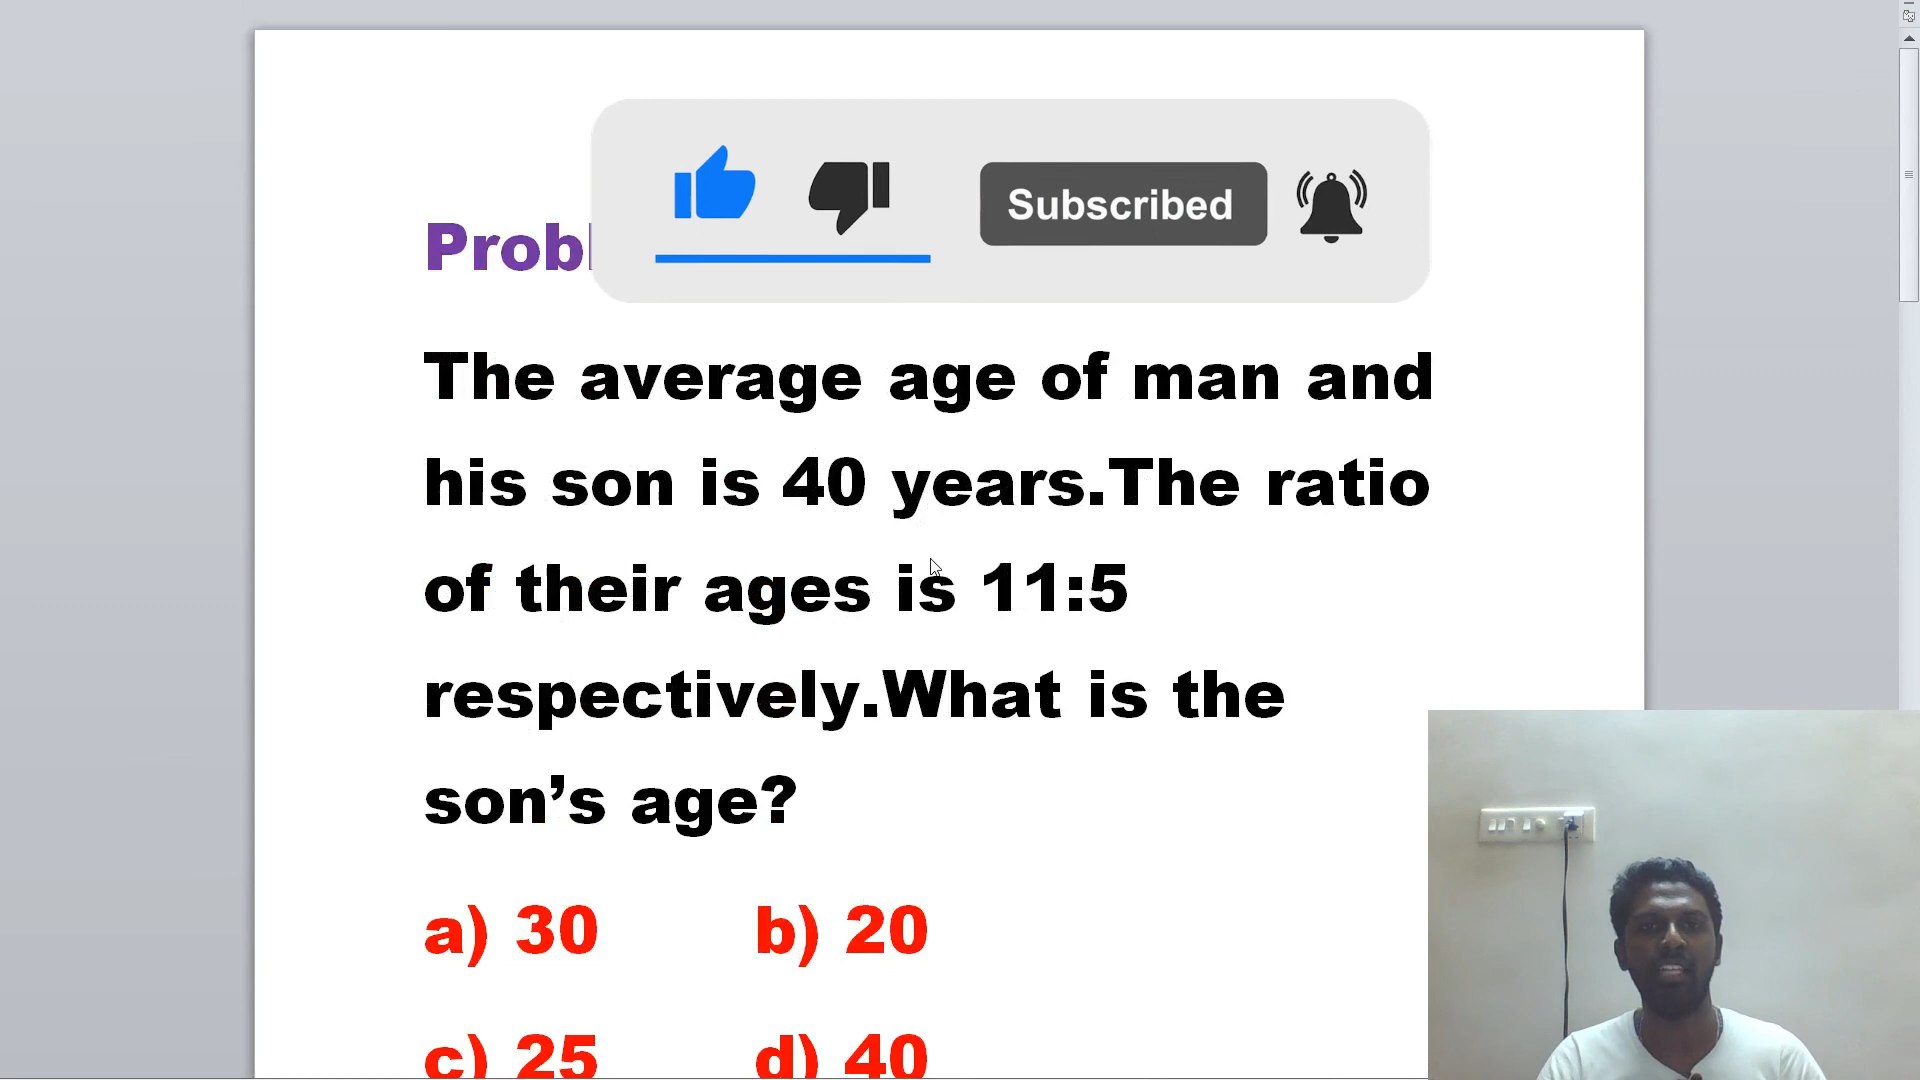 Subscribed
Probl
The average age of man and
his son is 40 years.The ratio
of their ages is 11:5
respectively.What is the
son’s age?
a) 30 b) 20
c) 25 d) 40